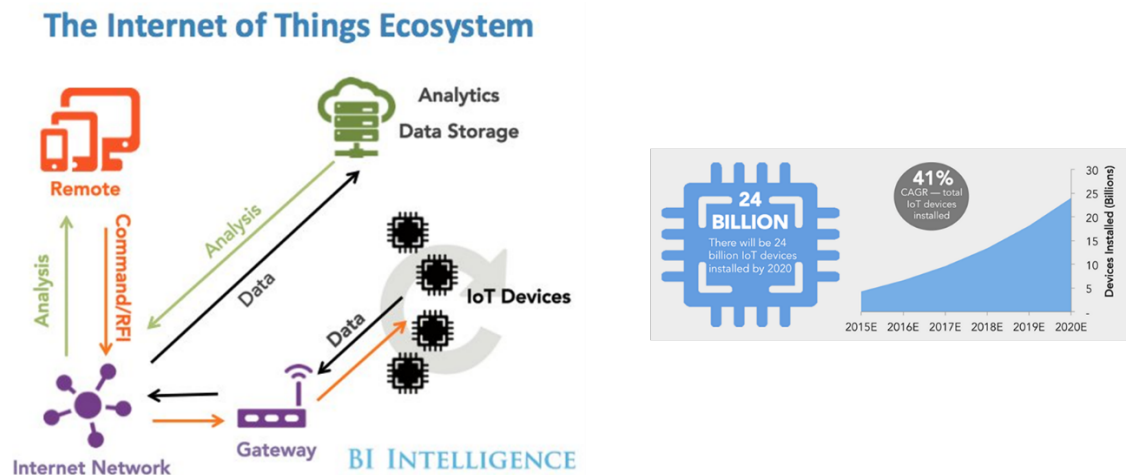 The Internet of Things Ecosystem
Analytics
Data Storage
Remote
Analysis
Command/RFI
Analysis
Data
IoT Devices
Data
Gateway
Internet Network
BI INTELLIGENCE
24
BILLION
There will be 24
billion IoT devices
installed by 2020
41%
CAGR — total
IoT devices
installed
30
25
20
15
10
5
-
Devices Installed (Billions)
2015E 2016E 2017E 2018E 2019E 2020E